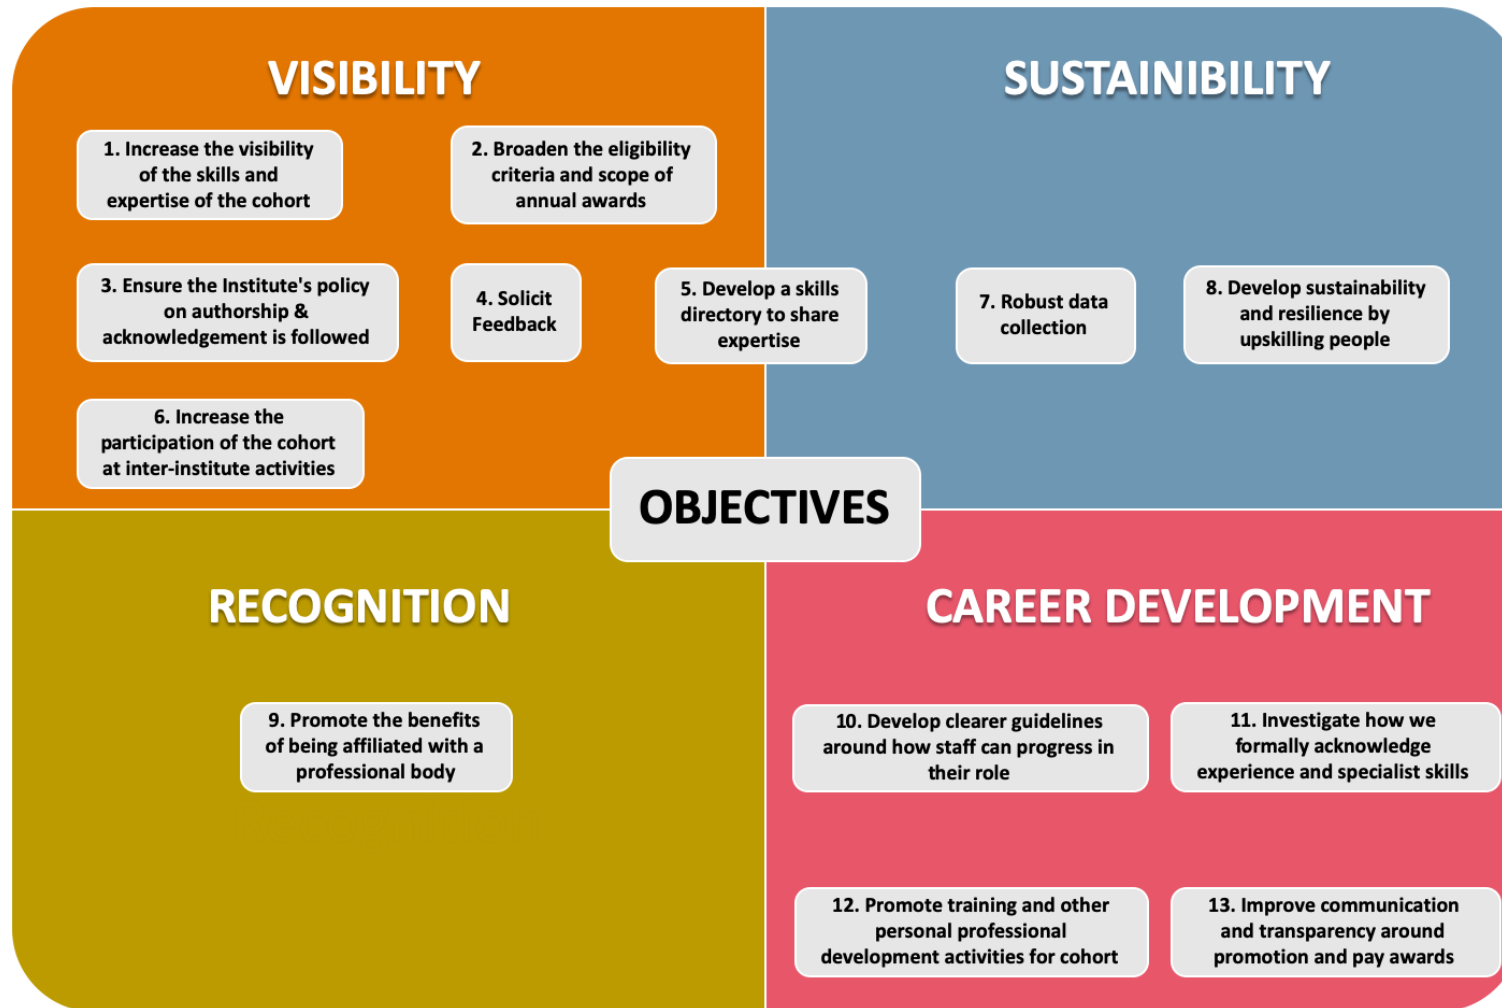 VISIBILITY
SUSTAINIBILITY
1. Increase the visibility
of the skills and
expertise of the cohort
2. Broaden the eligibility
criteria and scope of
annual awards
3. Ensure the Institute's policy
on authorship &
acknowledgement is followed
4. Solicit
Feedback
5. Develop a skills
directory to share
expertise
7. Robust data
collection
8. Develop sustainability
and resilience by
upskilling people
6. Increase the
participation of the cohort
at inter-institute activities
OBJECTIVES
RECOGNITION
CAREER DEVELOPMENT
9. Promote the benefits
of being affiliated with a
professional body
10. Develop clearer guidelines
around how staff can progress in
their role
11. Investigate how we
formally acknowledge
experience and specialist skills
12. Promote training and other
personal professional
development activities for cohort
13. Improve communication
and transparency around
promotion and pay awards